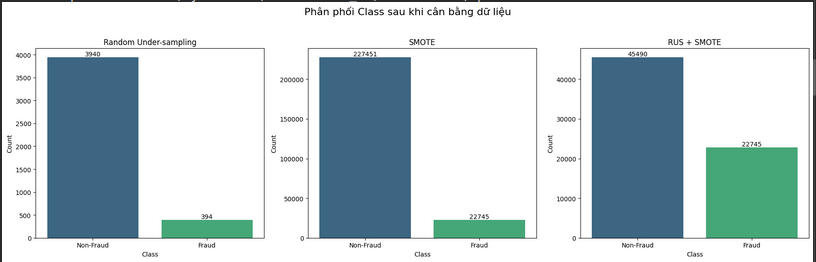 Phân phối Class sau khi cân bằng dữ liệu
Random Under-sampling
3940
394
4000
3500
3000
2500
2000
1500
1000
500
0
Count
Non-Fraud
Fraud
Class
SMOTE
227451
22745
200000
150000
100000
50000
0
Count
Non-Fraud
Fraud
Class
RUS + SMOTE
45490
22745
40000
30000
20000
10000
0
Count
Non-Fraud
Fraud
Class